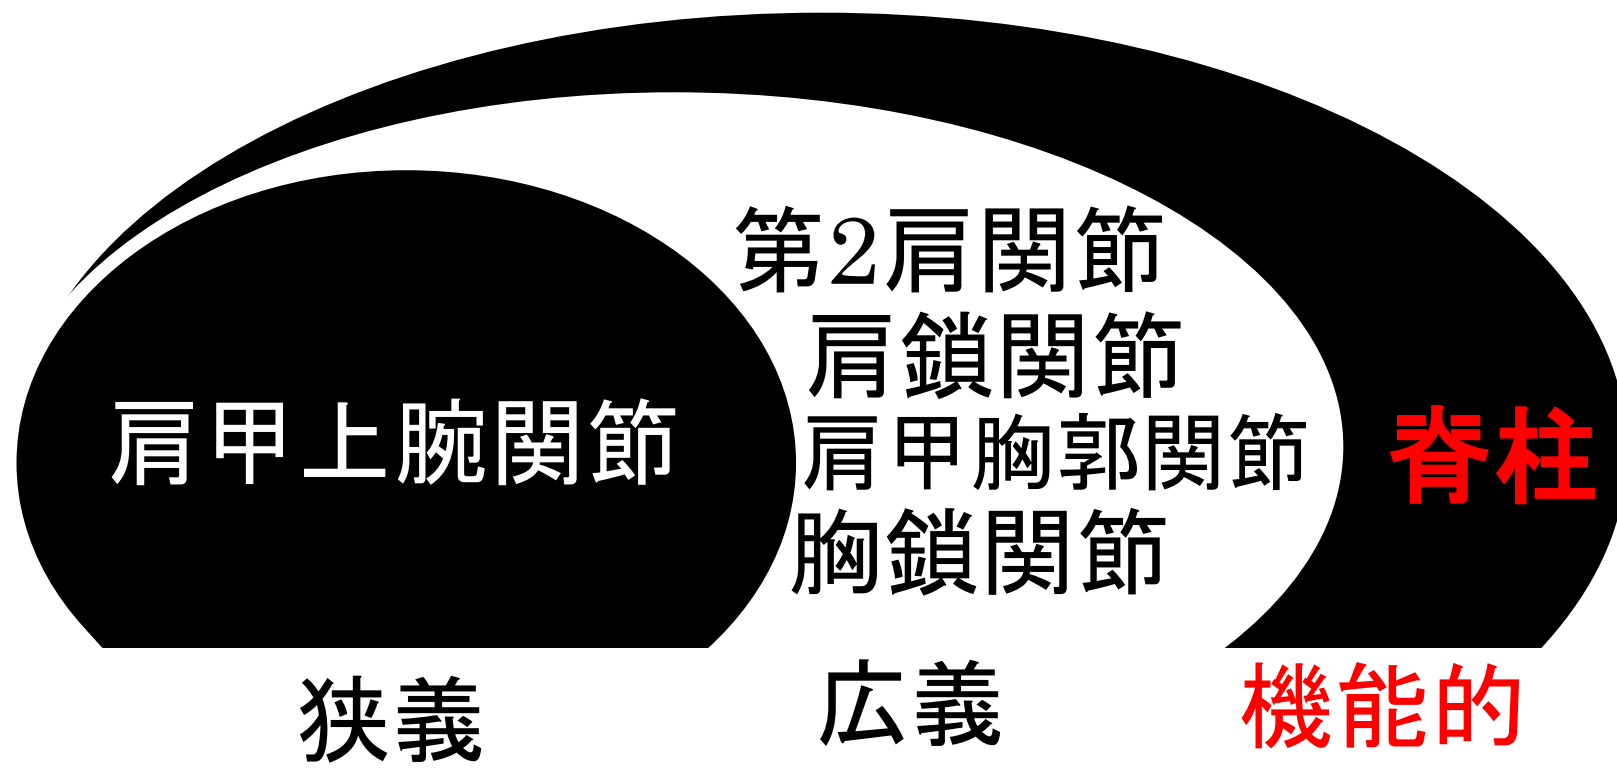 第2肩関節
肩鎖関節
肩甲上腕関節
肩甲胸郭関節
脊柱
胸鎖関節
狭義
広義
機能的